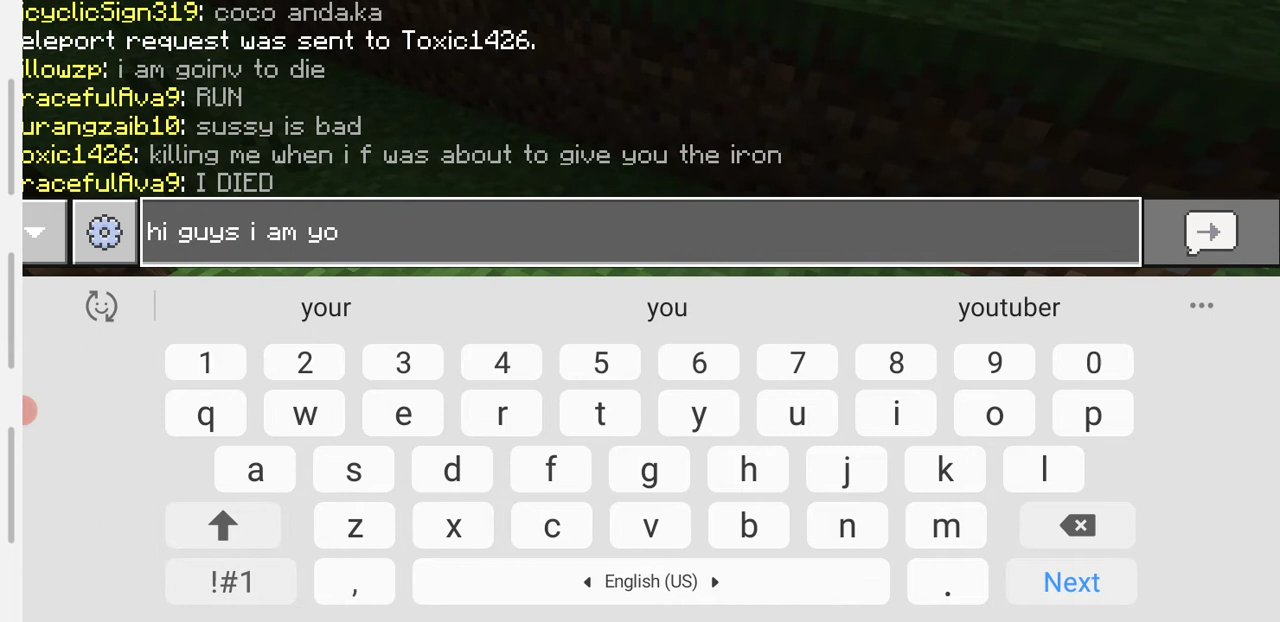 icyclicSign319: coco anda.ka
eleport request was sent to Toxic1426.
illowzp: i am goinv to die
racefulAva9: RUN
urangzaib10: sussy is bad
oxic1426: killing me when i f was about to give you the iron
racefulAva9: I DIED
hi guys i am yo
your you youtuber
1 2 3 4 5 6 7 8 9 0
q w e r t y u i o p
a s d f g h j k l
z x c v b n m
!#1 , English (US) . Next